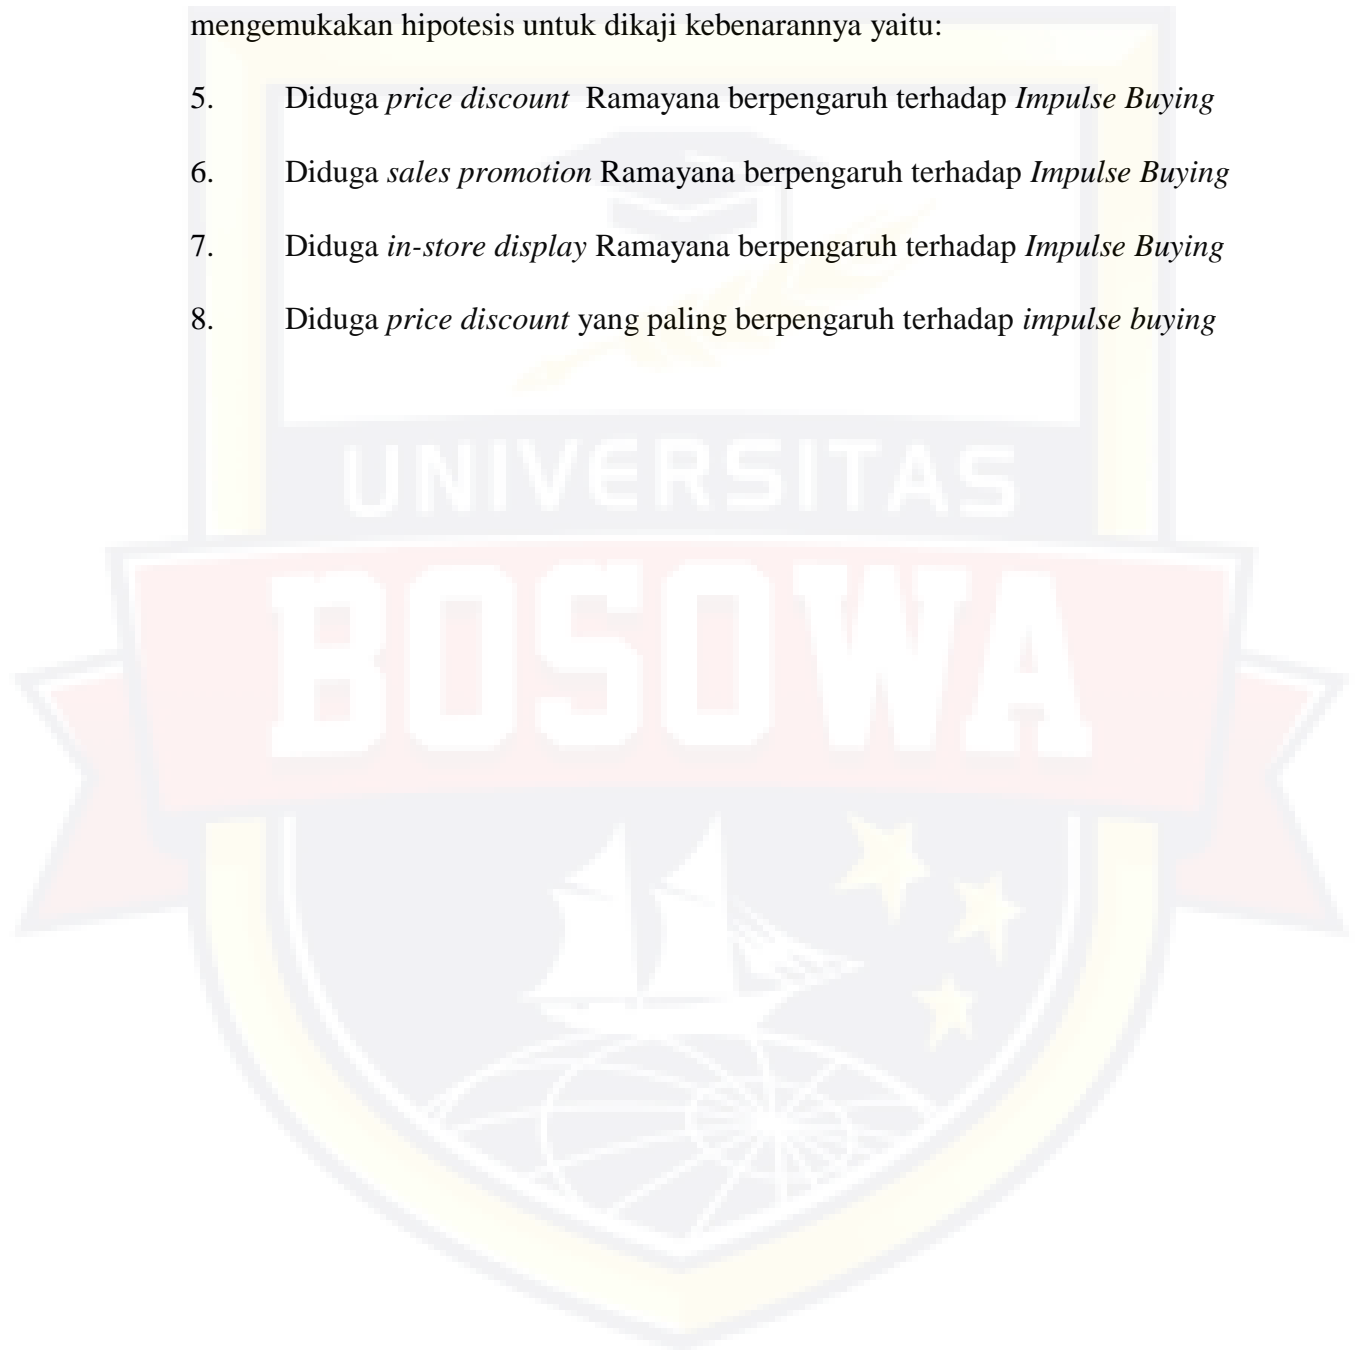 mengemukakan hipotesis untuk dikaji kebenarannya yaitu:
5. Diduga price discount Ramayana berpengaruh terhadap Impulse Buying
6. Diduga sales promotion Ramayana berpengaruh terhadap Impulse Buying
7. Diduga in-store display Ramayana berpengaruh terhadap Impulse Buying
8. Diduga price discount yang paling berpengaruh terhadap impulse buying
UNIVERSITAS
BOSOWA